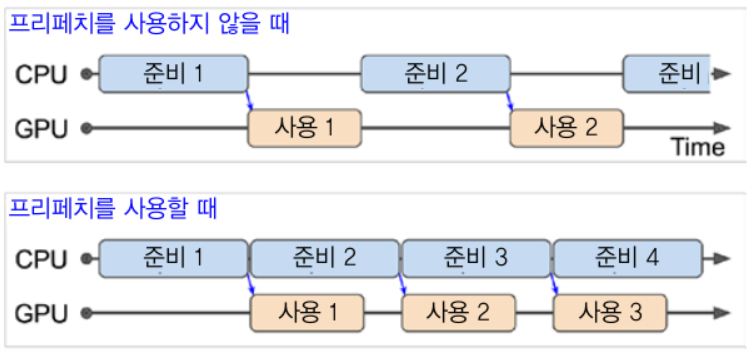 프리페치를 사용하지 않을 때
CPU 준비 1 준비 2 준비
GPU 사용 1 사용 2
Time
프리페치를 사용할 때
CPU 준비 1 준비 2 준비 3 준비 4
GPU 사용 1 사용 2 사용 3